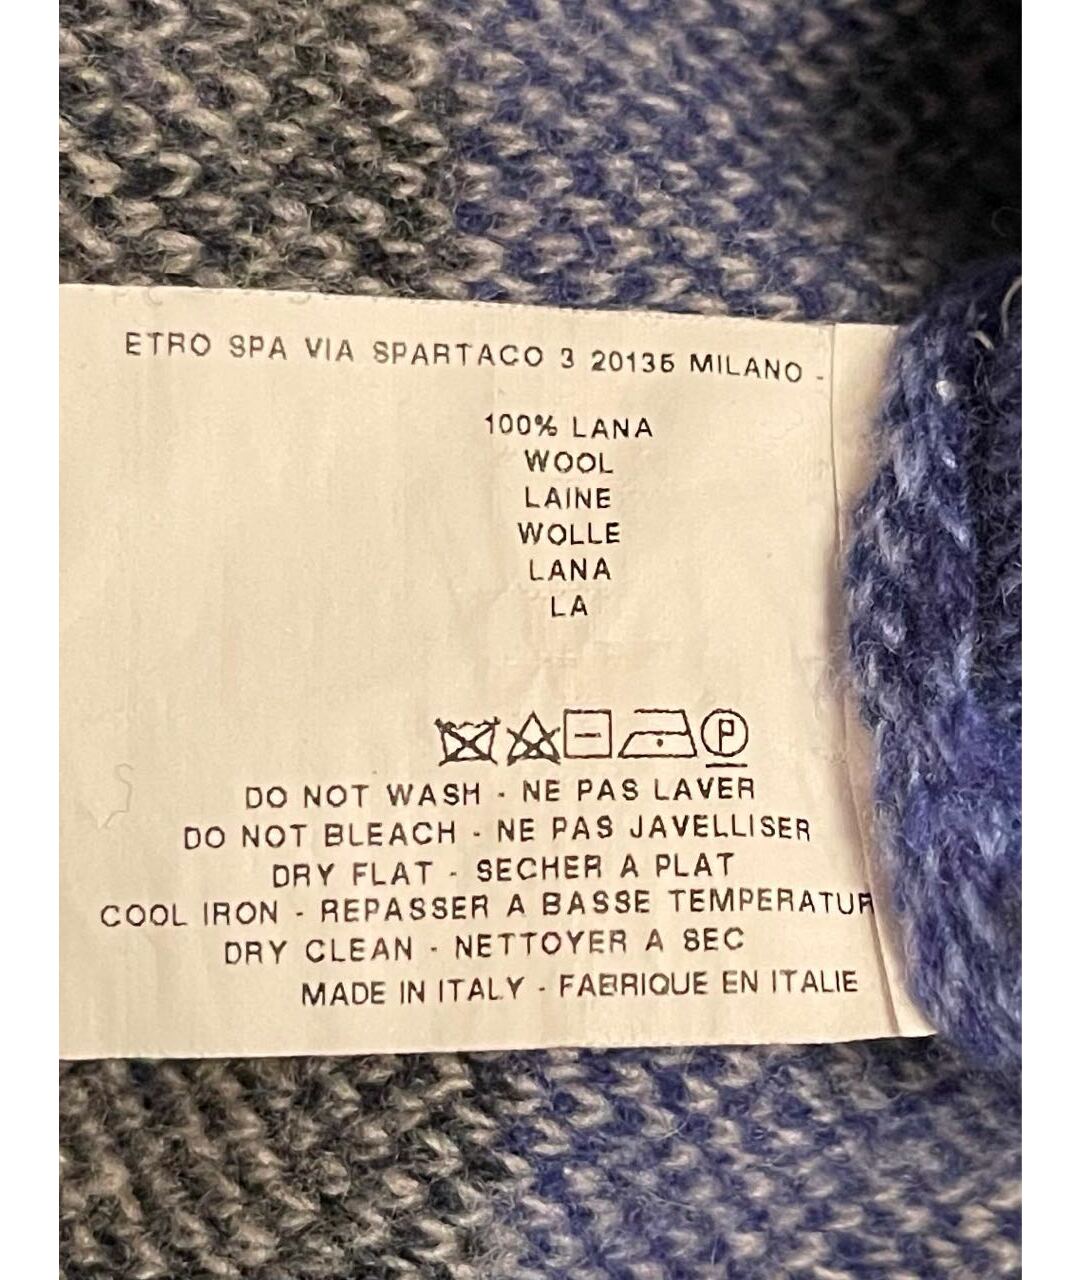 ETRO SPA VIA SPARTACO 3 20135 MILANO -
100% LANA
WOOL
LAINE
WOLLE
LANA
LA
P
DO NOT WASH - NE PAS LAVER
DO NOT BLEACH - NE PAS JAVELLISER
DRY FLAT - SECHER A PLAT
COOL IRON - REPASSER A BASSE TEMPERATUR
DRY CLEAN - NETTOYER A SEC
MADE IN ITALY - FABRIQUE EN ITALIE